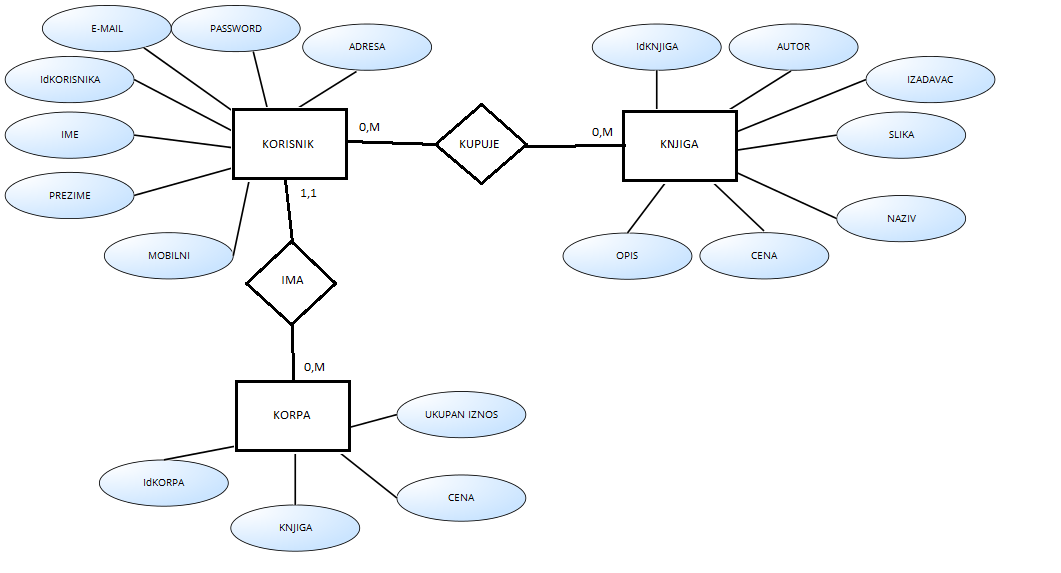 E-MAIL
PASSWORD
ADRESA
IdKORISNIKA
IME
PREZIME
MOBILNI
KORISNIK
0,M
KUPUJE
0,M
KNJIGA
IdKNJIGA
AUTOR
IZADAVAC
SLIKA
NAZIV
OPIS
CENA
1,1
IMA
0,M
KORPA
UKUPAN IZNOS
IdKORPA
CENA
KNJIGA